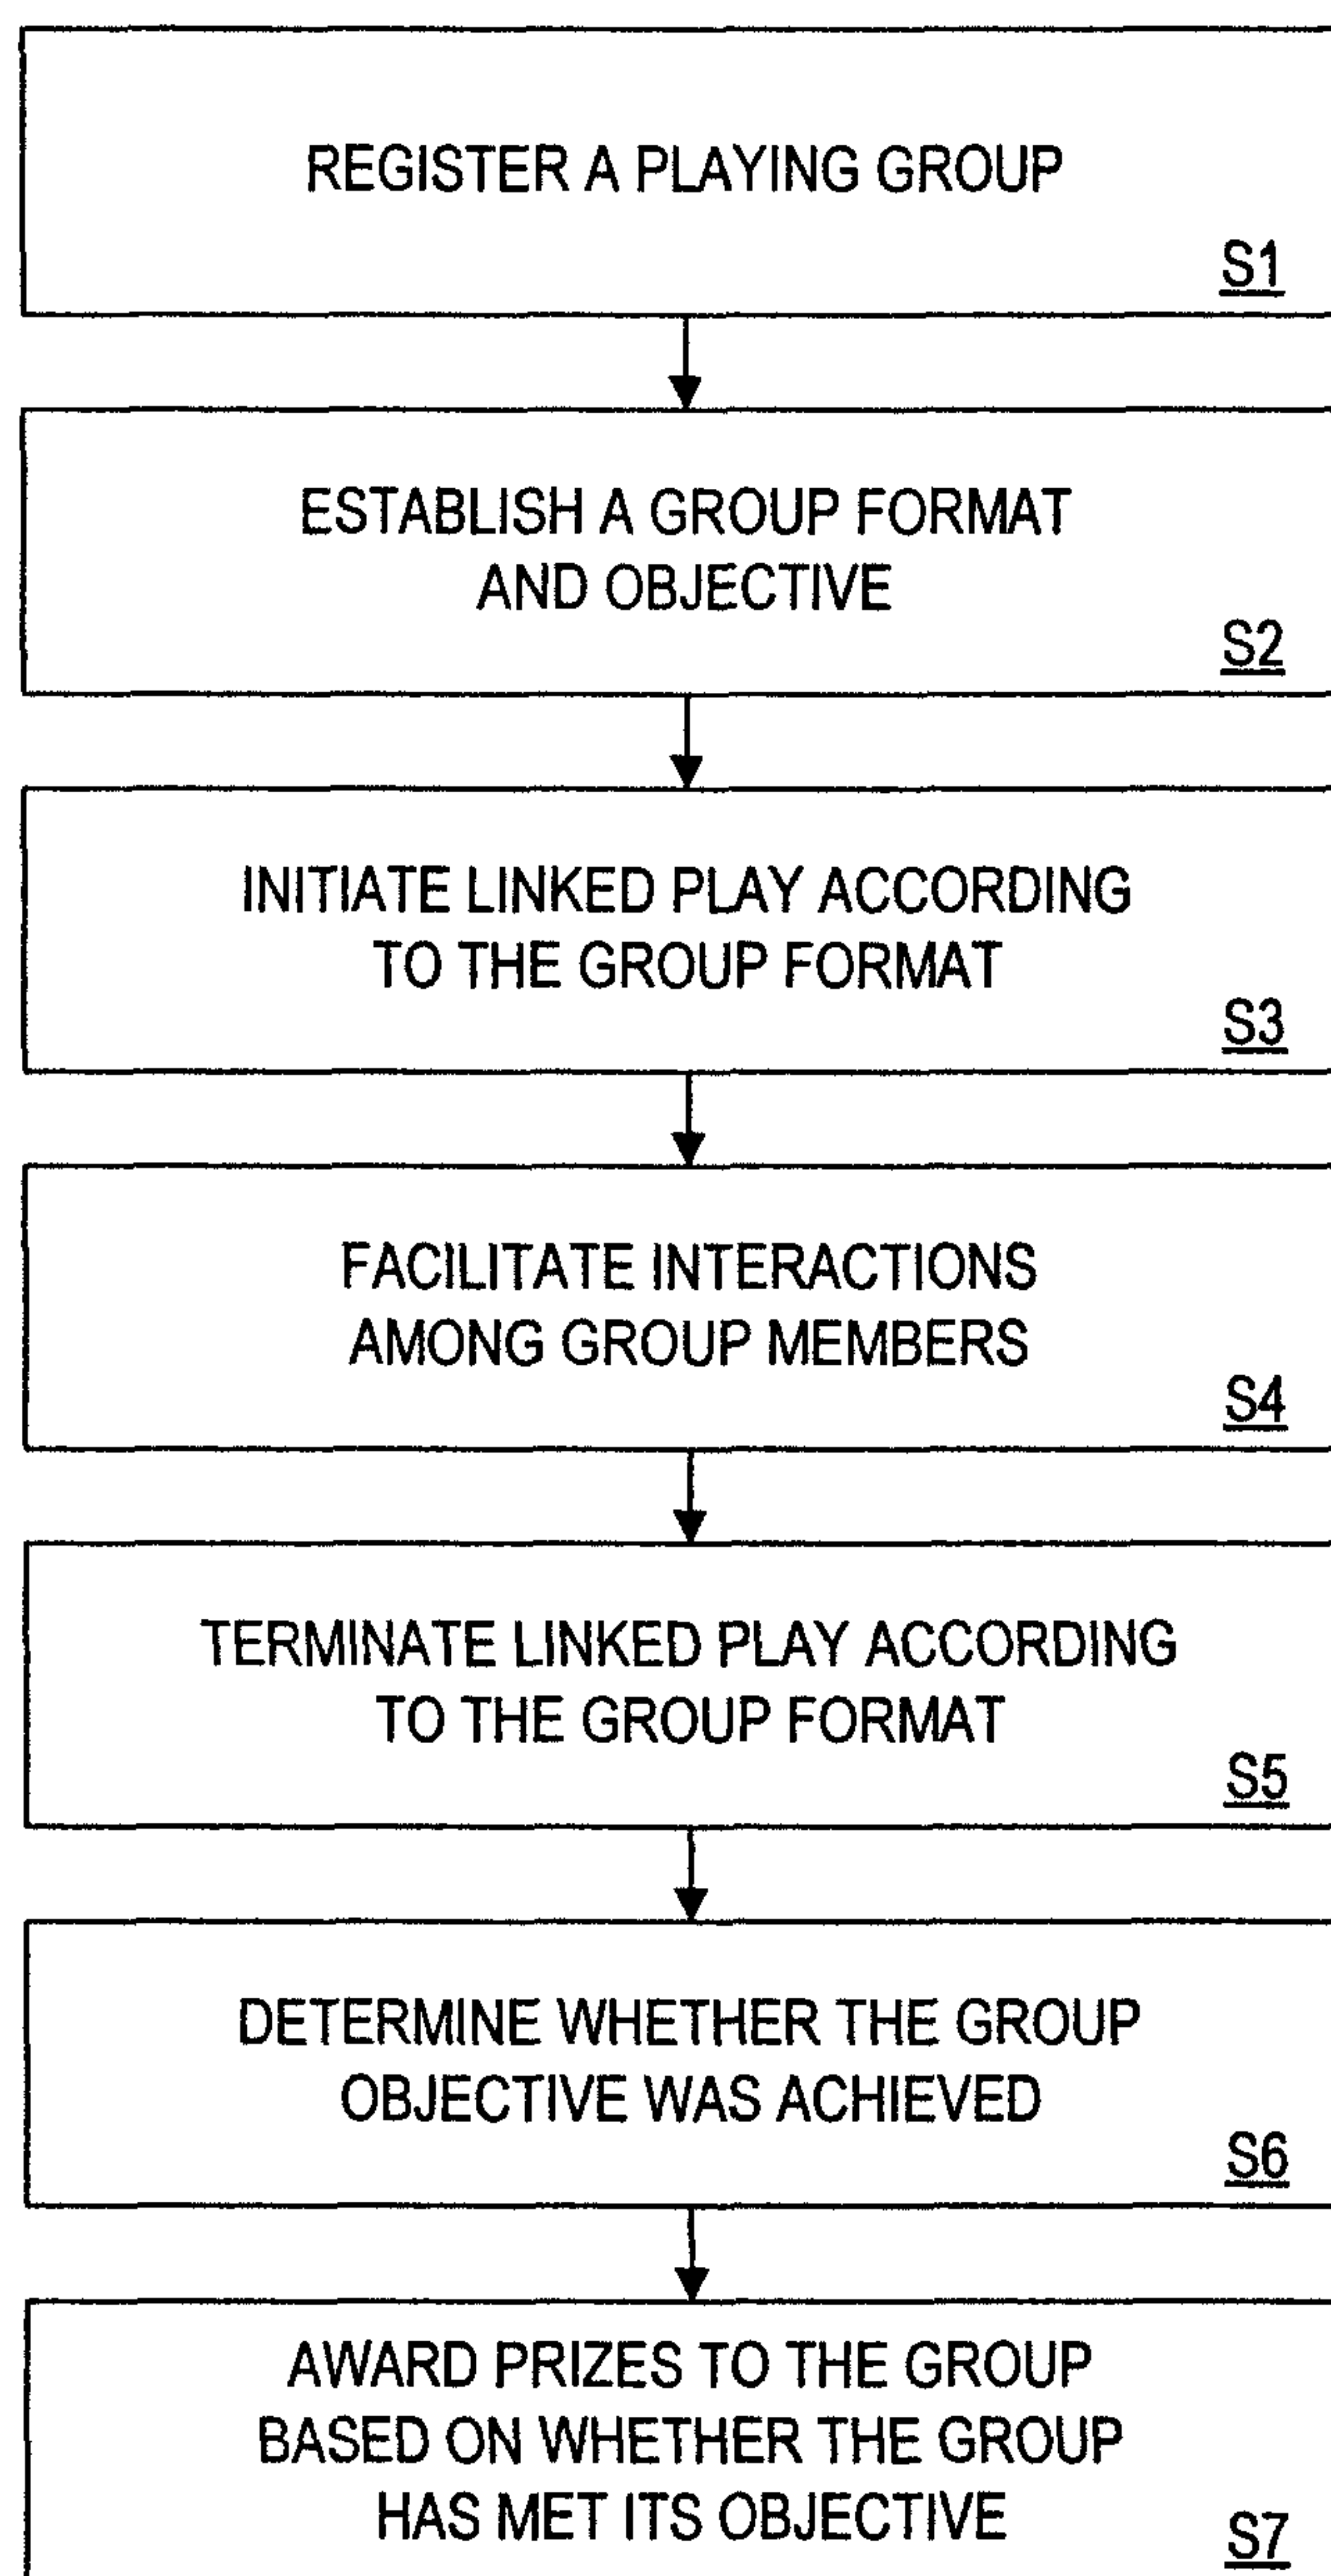 REGISTER A PLAYING GROUP
S1
ESTABLISH A GROUP FORMAT
AND OBJECTIVE
S2
INITIATE LINKED PLAY ACCORDING
TO THE GROUP FORMAT
S3
FACILITATE INTERACTIONS
AMONG GROUP MEMBERS
S4
TERMINATE LINKED PLAY ACCORDING
TO THE GROUP FORMAT
S5
DETERMINE WHETHER THE GROUP
OBJECTIVE WAS ACHIEVED
S6
AWARD PRIZES TO THE GROUP
BASED ON WHETHER THE GROUP
HAS MET ITS OBJECTIVE
S7